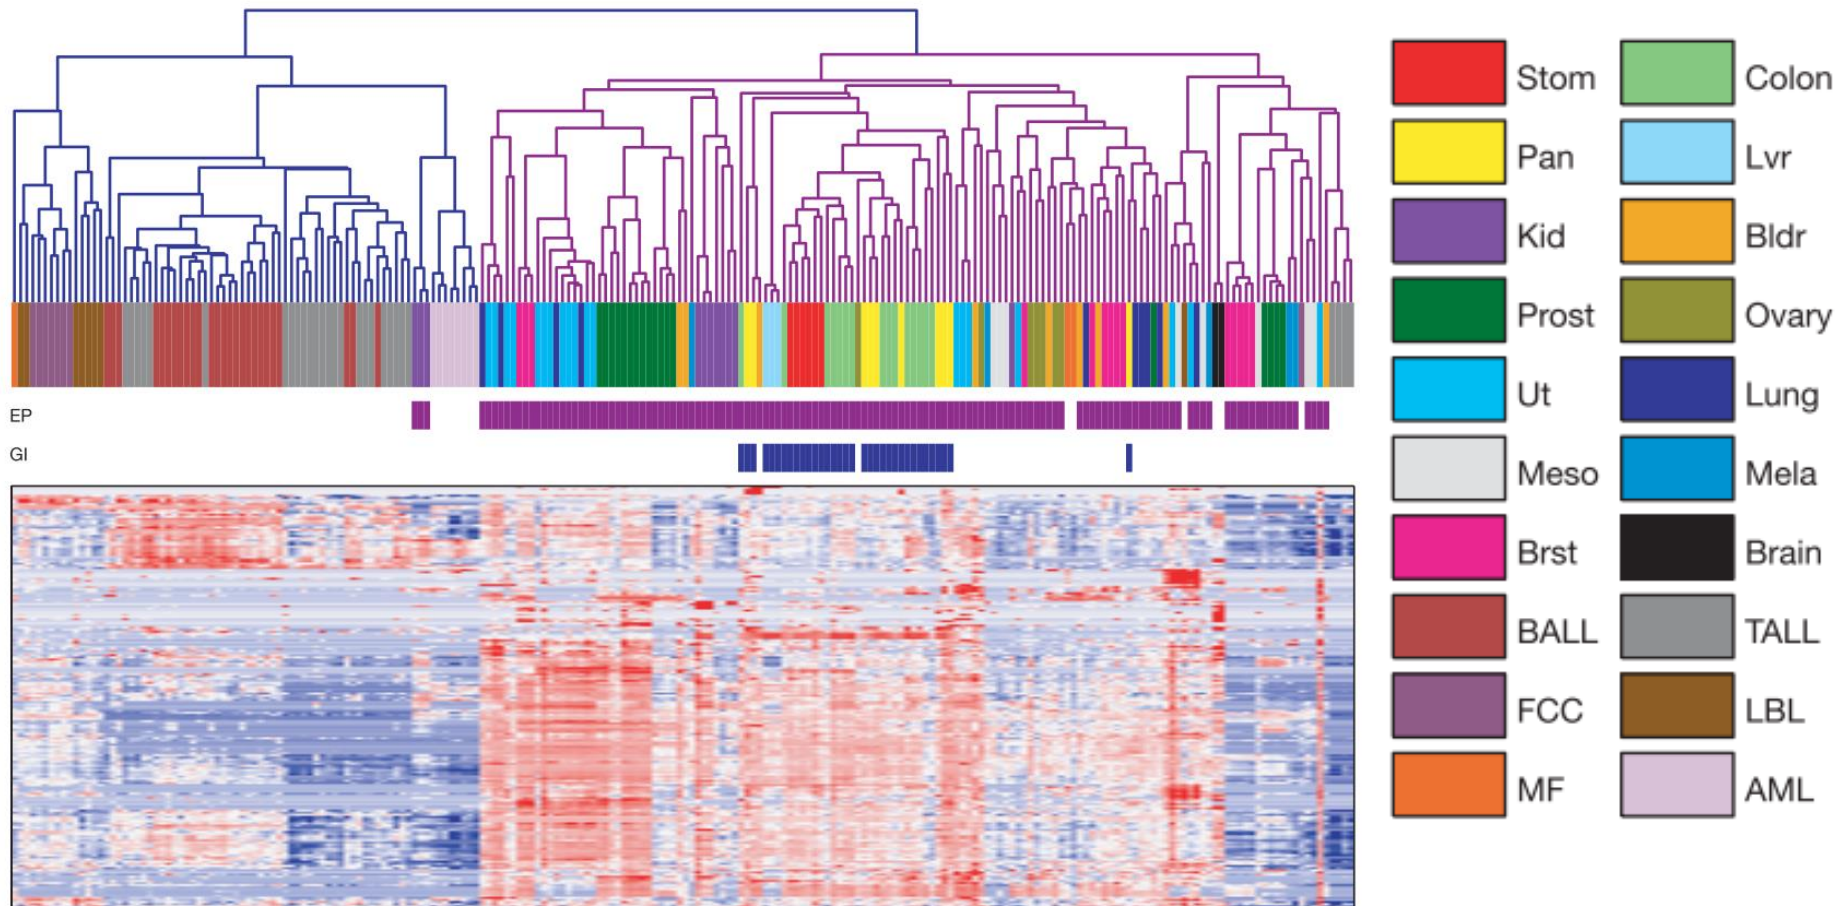 Stom Colon
Pan Lvr
Kid Bldr
Prost Ovary
Ut Lung
Meso Mela
Brst Brain
BALL TALL
FCC LBL
MF AML
EP
GI